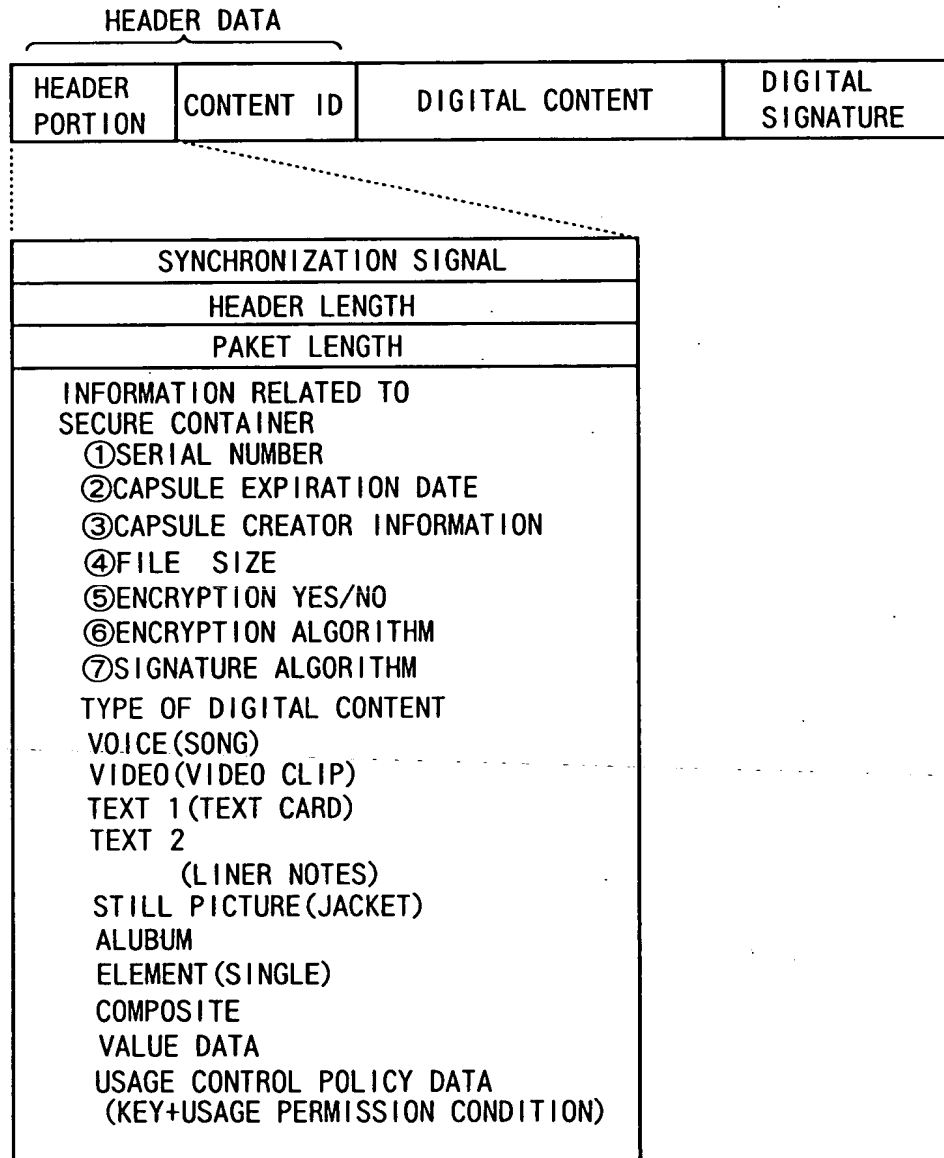 HEADER DATA
HEADER PORTION
CONTENT ID
DIGITAL CONTENT
DIGITAL SIGNATURE
SYNCHRONIZATION SIGNAL
HEADER LENGTH
PAKET LENGTH
INFORMATION RELATED TO
SECURE CONTAINER
①SERIAL NUMBER
②CAPSULE EXPIRATION DATE
③CAPSULE CREATOR INFORMATION
④FILE SIZE
⑤ENCRYPTION YES/NO
⑥ENCRYPTION ALGORITHM
⑦SIGNATURE ALGORITHM
TYPE OF DIGITAL CONTENT
VOICE(SONG)
VIDEO(VIDEO CLIP)
TEXT 1(TEXT CARD)
TEXT 2
(LINER NOTES)
STILL PICTURE(JACKET)
ALUBUM
ELEMENT(SINGLE)
COMPOSITE
VALUE DATA
USAGE CONTROL POLICY DATA
(KEY+USAGE PERMISSION CONDITION)